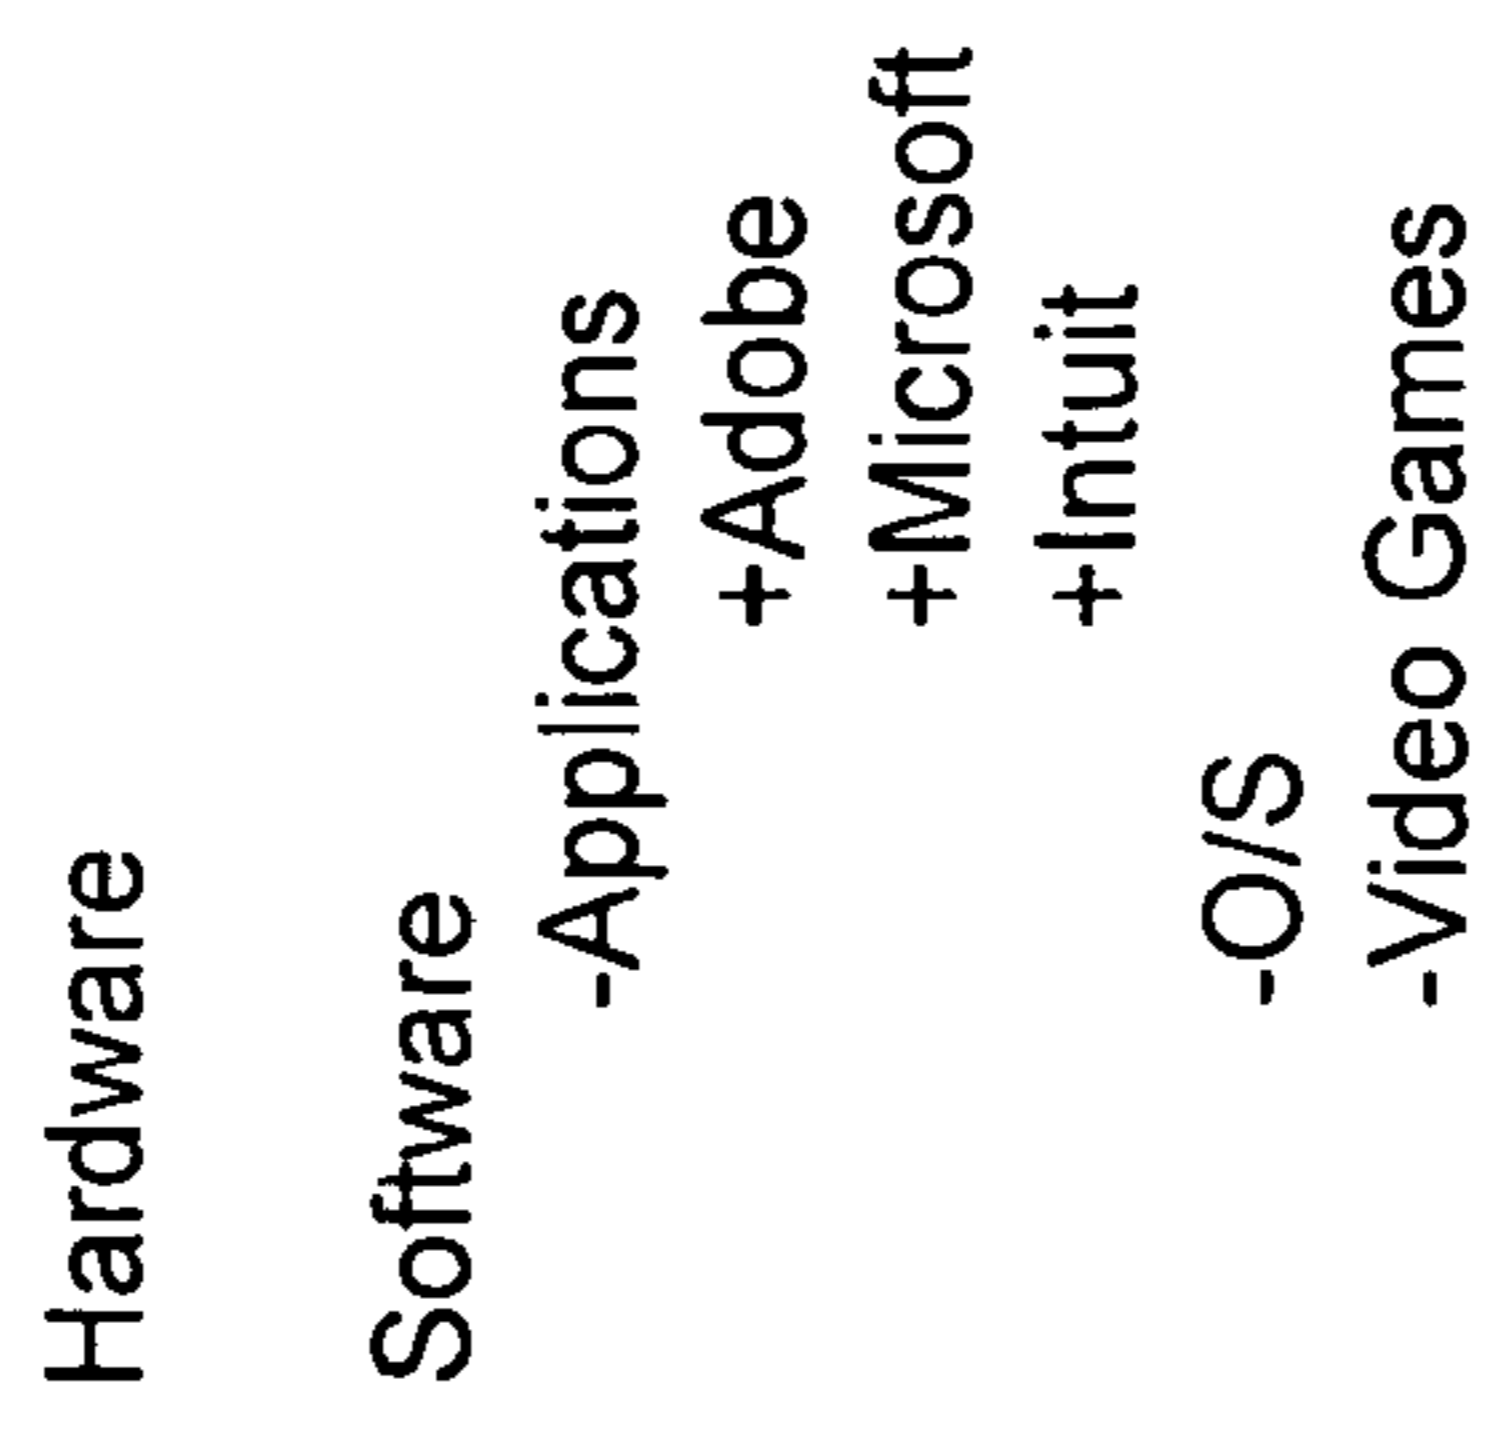 Hardware
Software
-Applications
+Adobe
+Microsoft
+Intuit
-O/S
-Video Games